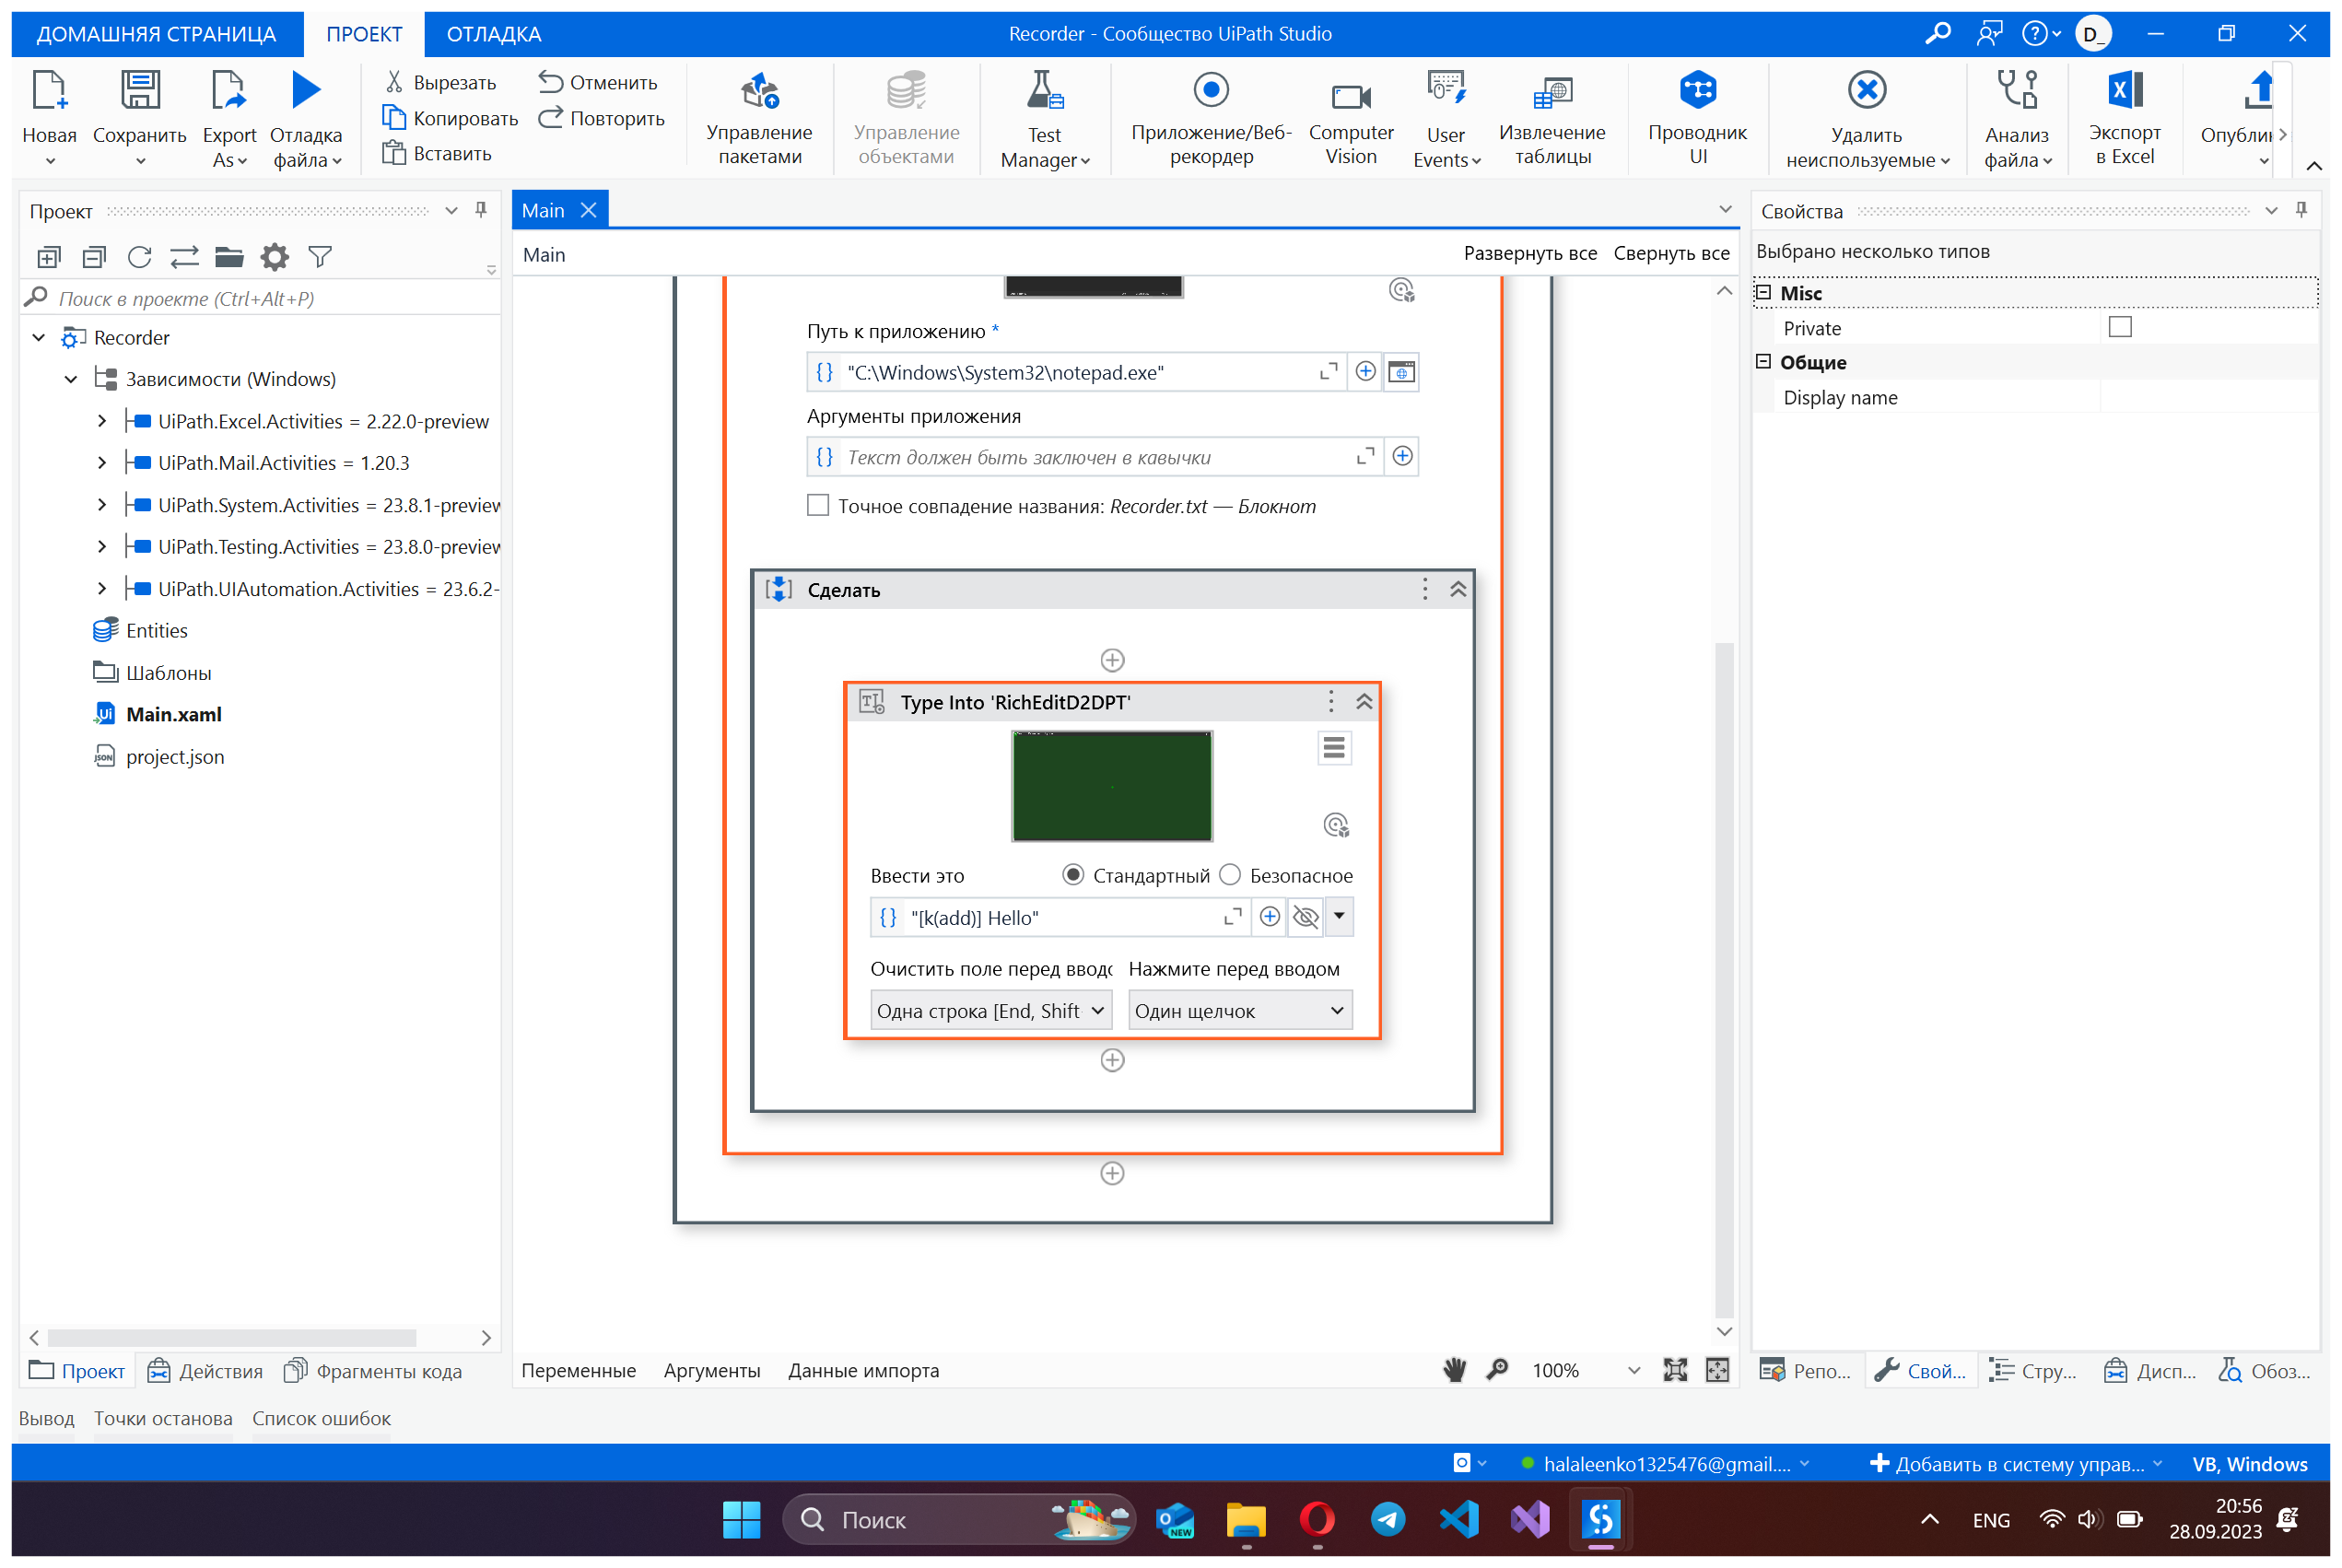 ДОМАШНЯЯ СТРАНИЦА
ПРОЕКТ
ОТЛАДКА
Recorder - Сообщество UiPath Studio
D_
Новая
Сохранить
Export
As
Отладка
файла
Вырезать
Копировать
Вставить
Отменить
Повторить
Управление
пакетами
Управление
объектами
Test
Manager
Приложение/Веб-
рекордер
Computer
Vision
User
Events
Извлечение
таблицы
Проводник
UI
Удалить
неиспользуемые
Анализ
файла
Экспорт
в Excel
Опублик
Проект
Поиск в проекте (Ctrl+Alt+P)
Recorder
Зависимости (Windows)
UiPath.Excel.Activities = 2.22.0-preview
UiPath.Mail.Activities = 1.20.3
UiPath.System.Activities = 23.8.1-preview
UiPath.Testing.Activities = 23.8.0-preview
UiPath.UIAutomation.Activities = 23.6.2-
Entities
Шаблоны
Main.xaml
project.json
Проект
Действия
Фрагменты кода
Main
Main
Развернуть все
Свернуть все
Путь к приложению *
"C:\Windows\System32\notepad.exe"
Аргументы приложения
Текст должен быть заключен в кавычки
Точное совпадение названия: Recorder.txt — Блокнот
Сделать
Type Into 'RichEditD2DPT'
Ввести это
Стандартный
Безопасное
"[k(add)] Hello"
Очистить поле перед вводо
Нажмите перед вводом
Одна строка [End, Shift
Один щелчок
Переменные
Аргументы
Данные импорта
100%
Свойства
Выбрано несколько типов
Misc
Private
Общие
Display name
Репо...
Свой...
Стру...
Дисп...
Обоз...
Вывод
Точки останова
Список ошибок
halaleenko1325476@gmail....
Добавить в систему управ...
VB, Windows
Поиск
NEW
ENG
20:56
28.09.2023